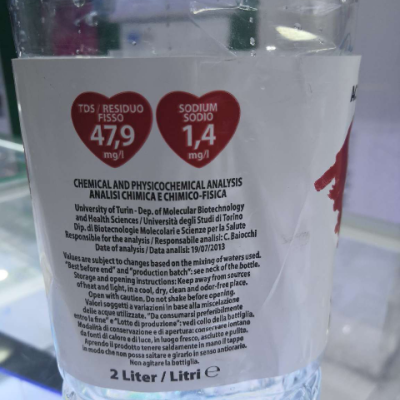 TDS / RESIDUO
FISSO
47,9
mg/l
SODIUM
SODIO
1,4
mg/l
CHEMICAL AND PHYSICOCHEMICAL ANALYSIS
ANALISI CHIMICA E CHIMICO-FISICA
University of Turin - Dep. of Molecular Biotechnology
and Health Sciences / Università degli Studi di Torino
Dip. di Biotecnologie Molecolari e Scienze per la Salute
Responsible for the analysis / Responsabile analisi: C. Baiocchi
Date of analysis / Data analisi: 19/07/2013
Values are subject to changes based on the mixing of waters used.
"Best before end" and "production batch": see neck of the bottle.
Storage and opening instructions: Keep away from sources
of heat and light, in a cool, dry, clean and odor-free place.
Open with caution. Do not shake before opening.
Valori soggetti a variazioni in base alla miscelazione
delle acque utilizzate. "Da consumarsi preferibilmente
entro la fine" e "Lotto di produzione": vedi collo della bottiglia.
Modalità di conservazione e di apertura: conservare lontano
da fonti di calore e di luce, in luogo fresco, asciutto e pulito.
Aprendo il prodotto tenere saldamente in mano il tappo
in modo che non possa saltare e girarlo in senso antiorario.
Non agitare la bottiglia.
2 Liter / Litri ℮